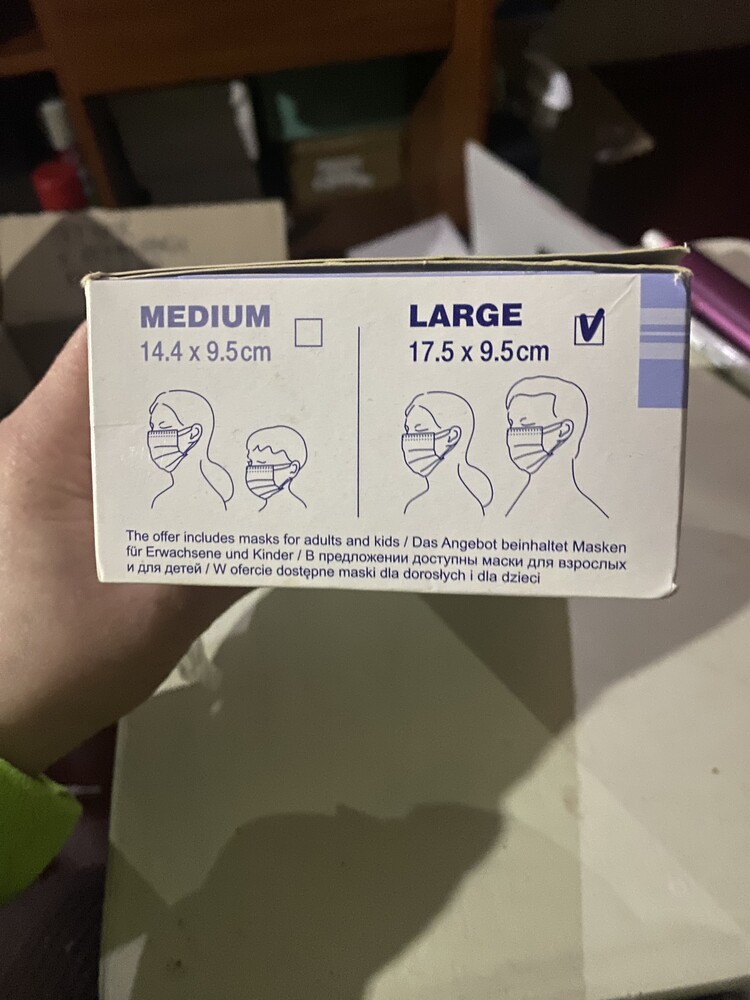 MEDIUM
14.4 x 9.5cm
LARGE
17.5 x 9.5cm
The offer includes masks for adults and kids / Das Angebot beinhaltet Masken
für Erwachsene und Kinder / В предложении доступны маски для взрослых
и для детей / W ofercie dostępne maski dla dorosłych i dla dzieci